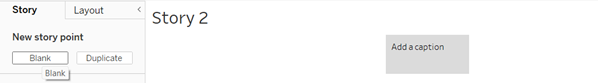 Story Layout <
New story point
Blank Duplicate
Blank
Story 2
Add a caption